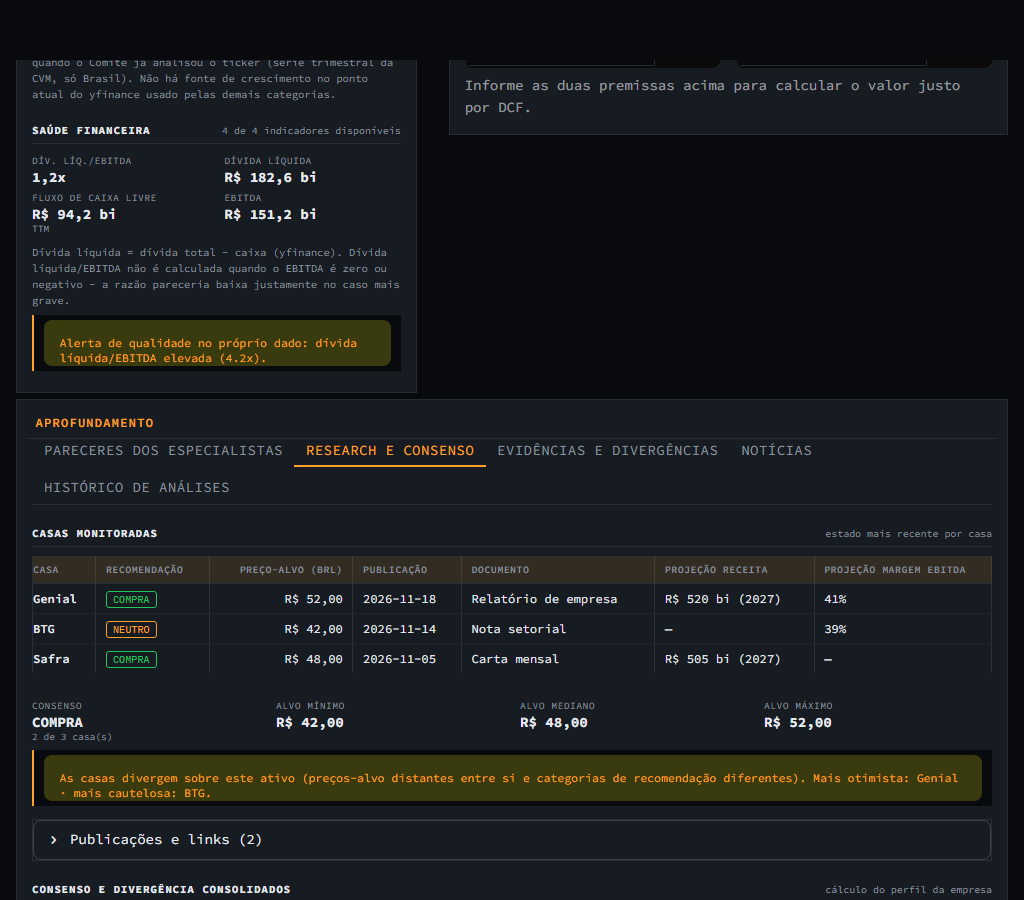 quando o Comitê já analisou o ticker (série trimestral da
CVM, só Brasil). Não há fonte de crescimento no ponto
atual do yfinance usado pelas demais categorias.
SAÚDE FINANCEIRA
4 de 4 indicadores disponíveis
DÍV. LÍQ./EBITDA
DÍVIDA LÍQUIDA
1,2x
R$ 182,6 bi
FLUXO DE CAIXA LIVRE
EBITDA
R$ 94,2 bi
R$ 151,2 bi
TTM
Dívida líquida = dívida total − caixa (yfinance). Dívida
líquida/EBITDA não é calculada quando o EBITDA é zero ou
negativo − a razão pareceria baixa justamente no caso mais
grave.
Alerta de qualidade no próprio dado: dívida
líquida/EBITDA elevada (4.2x).
Informe as duas premissas acima para calcular o valor justo
por DCF.
APROFUNDAMENTO
PARECERES DOS ESPECIALISTAS
RESEARCH E CONSENSO
EVIDÊNCIAS E DIVERGÊNCIAS
NOTÍCIAS
HISTÓRICO DE ANÁLISES
CASAS MONITORADAS
estado mais recente por casa
CASA RECOMENDAÇÃO PREÇO-ALVO (BRL) PUBLICAÇÃO DOCUMENTO PROJEÇÃO RECEITA PROJEÇÃO MARGEM EBITDA
Genial COMPRA R$ 52,00 2026-11-18 Relatório de empresa R$ 520 bi (2027) 41%
BTG NEUTRO R$ 42,00 2026-11-14 Nota setorial — 39%
Safra COMPRA R$ 48,00 2026-11-05 Carta mensal R$ 505 bi (2027) —
CONSENSO
ALVO MÍNIMO
ALVO MEDIANO
ALVO MÁXIMO
COMPRA
R$ 42,00
R$ 48,00
R$ 52,00
2 de 3 casa(s)
As casas divergem sobre este ativo (preços-alvo distantes entre si e categorias de recomendação diferentes). Mais otimista: Genial
· mais cautelosa: BTG.
Publicações e links (2)
CONSENSO E DIVERGÊNCIA CONSOLIDADOS
cálculo do perfil da empresa